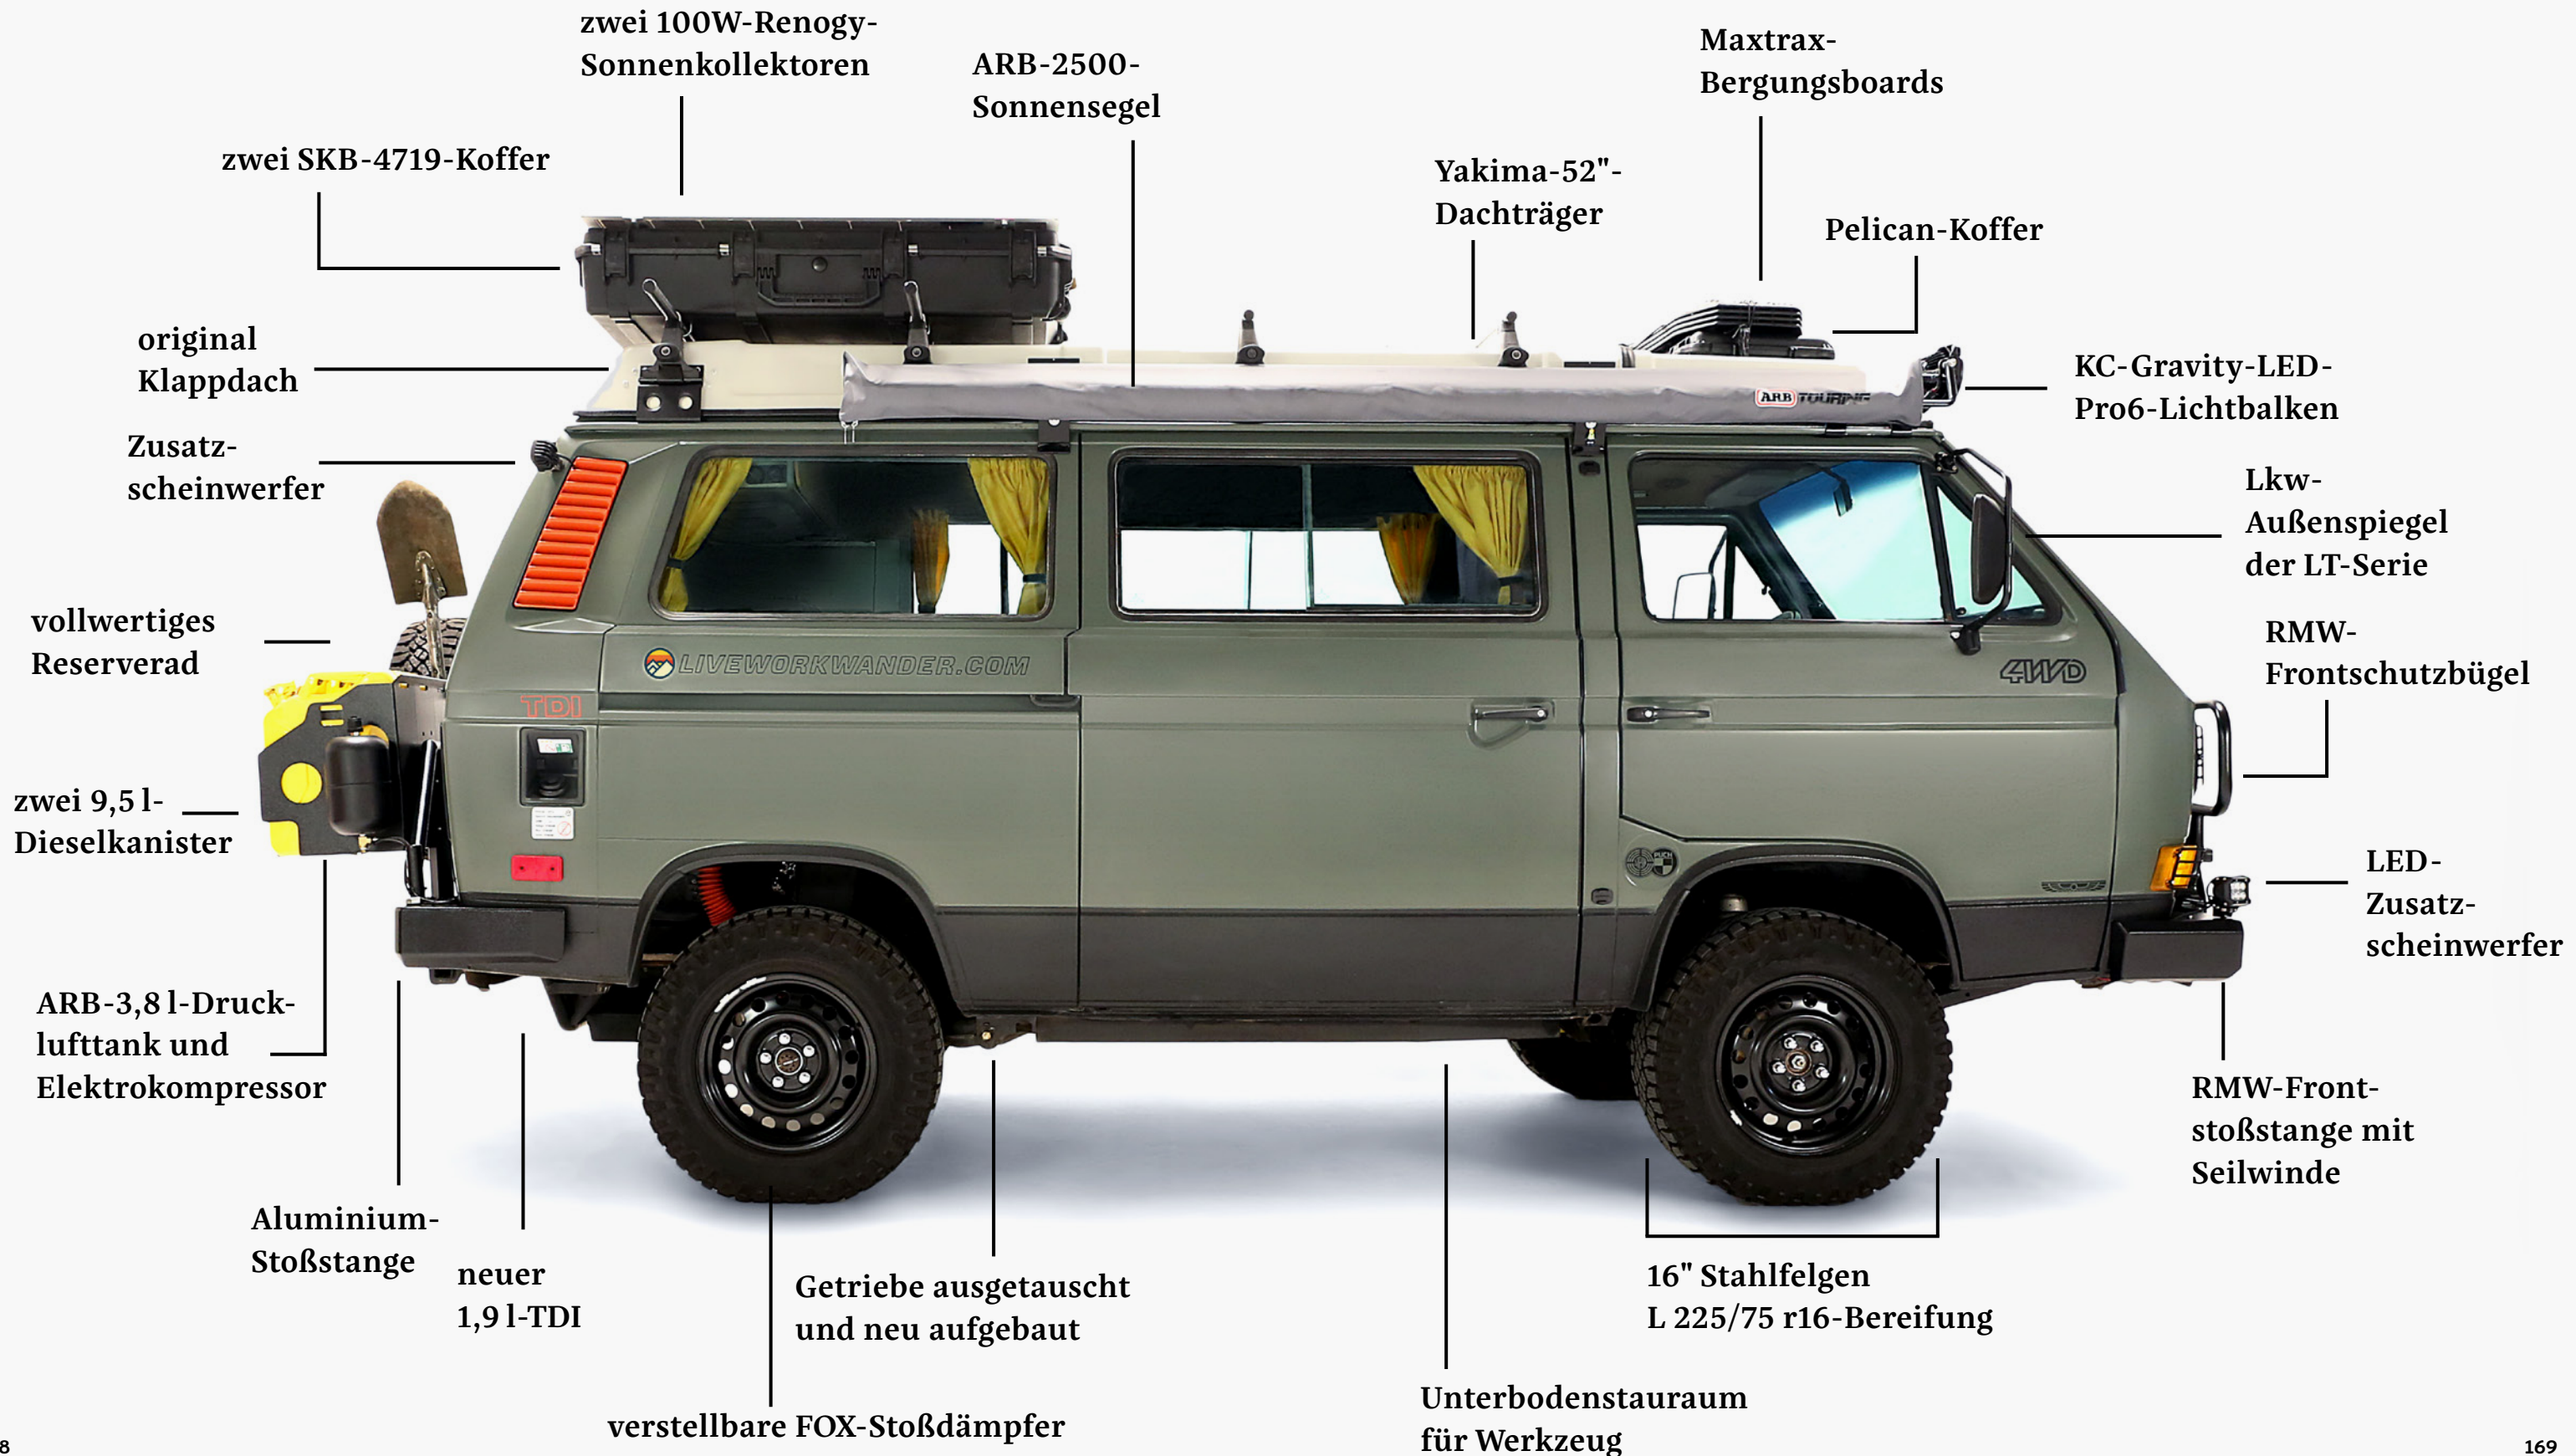 zwei 100W-Renogy-
Sonnenkollektoren
ARB-2500-
Sonnensegel
Maxtrax-
Bergungsboards
zwei SKB-4719-Koffer
Yakima-52"-
Dachträger
Pelican-Koffer
original
Klappdach
KC-Gravity-LED-
Pro6-Lichtbalken
ARB TOURING
Zusatz-
scheinwerfer
Lkw-
Außenspiegel
der LT-Serie
vollwertiges
Reserverad
RMW-
Frontschutzbügel
LIVEWORKWANDER.COM
4WD
TDI
zwei 9,5 l-
Dieselkanister
LED-
Zusatz-
scheinwerfer
ARB-3,8 l-Druck-
lufttank und
Elektrokompressor
RMW-Front-
stoßstange mit
Seilwinde
Aluminium-
Stoßstange
neuer
1,9 l-TDI
Getriebe ausgetauscht
und neu aufgebaut
16" Stahlfelgen
L 225/75 r16-Bereifung
verstellbare FOX-Stoßdämpfer
Unterbodenstauraum
für Werkzeug
8
169